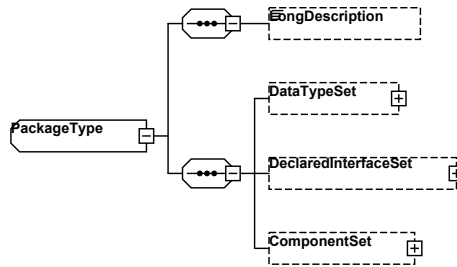 LongDescription
DataTypeSet
PackageType
DeclaredInterfaceSet
ComponentSet